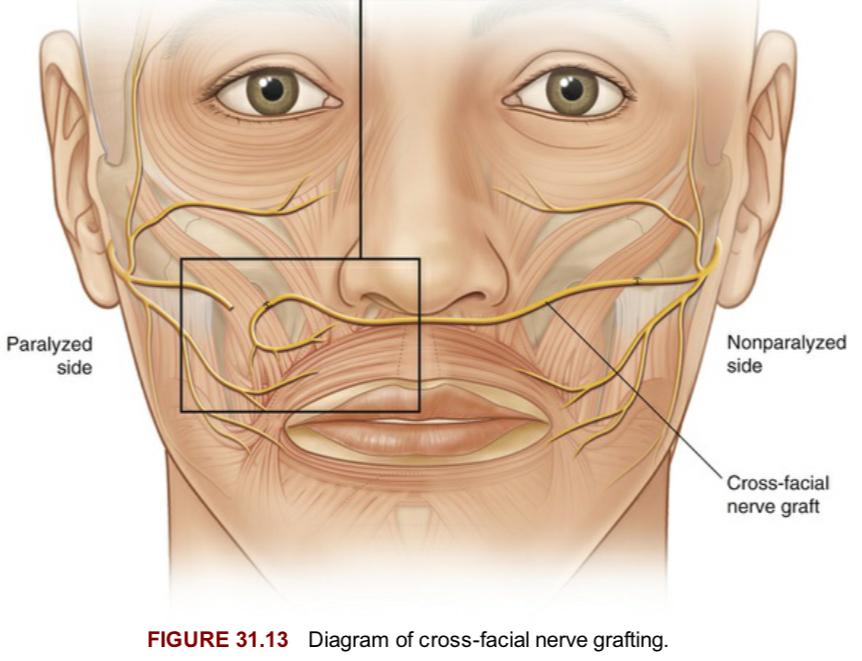 Paralyzed
side
Nonparalyzed
side
Cross-facial
nerve graft
FIGURE 31.13 Diagram of cross-facial nerve grafting.